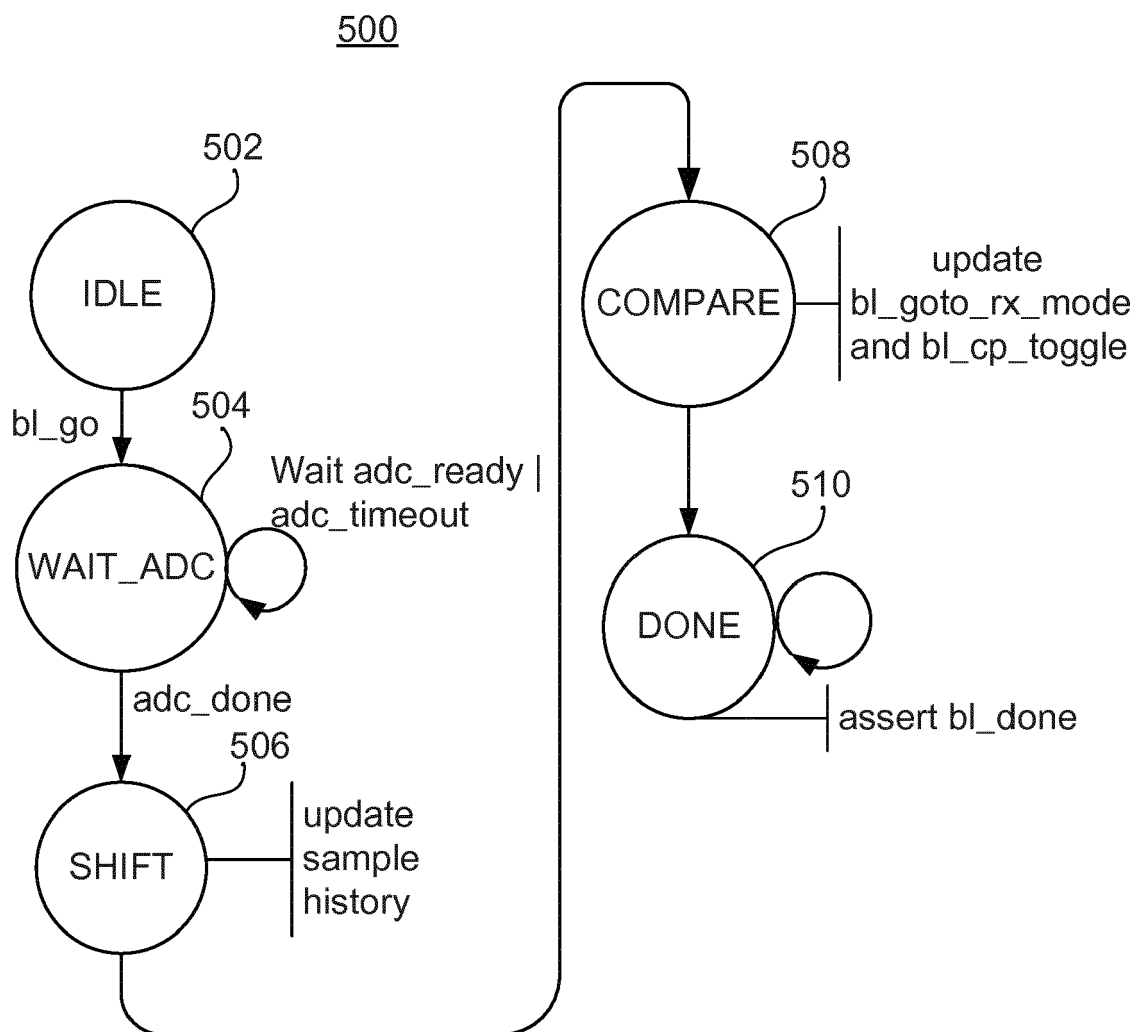 500
502
IDLE
bl_go
504
Wait adc_ready |
adc_timeout
WAIT_ADC
adc_done
506
SHIFT
update
sample
history
508
COMPARE
update
bl_goto_rx_mode
and bl_cp_toggle
510
DONE
assert bl_done